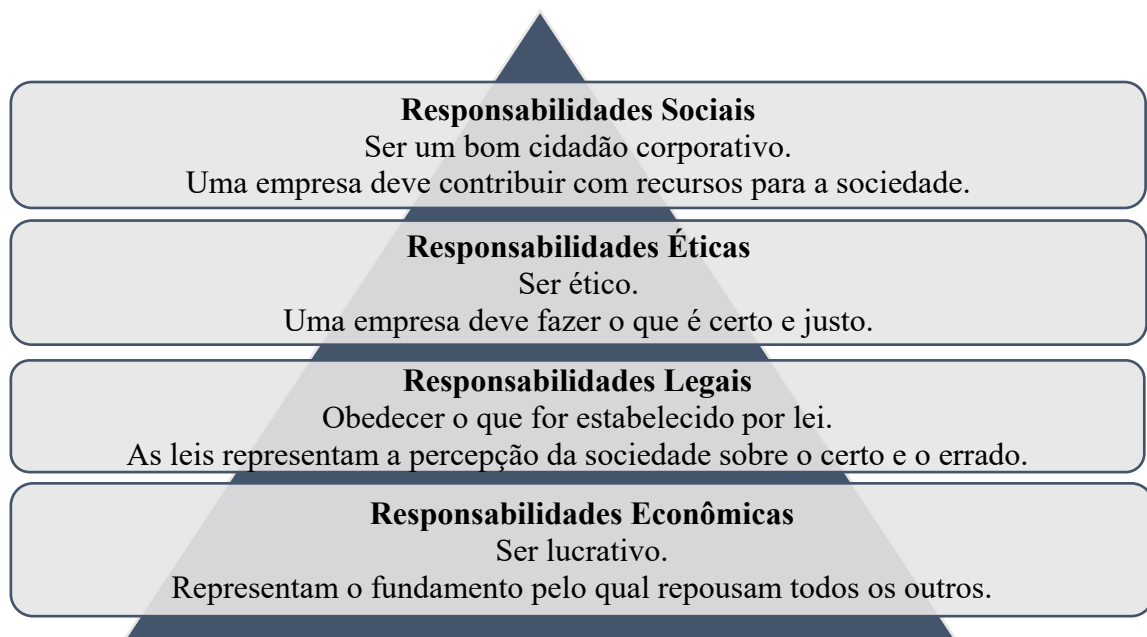 Responsabilidades Sociais
Ser um bom cidadão corporativo.
Uma empresa deve contribuir com recursos para a sociedade.
Responsabilidades Éticas
Ser ético.
Uma empresa deve fazer o que é certo e justo.
Responsabilidades Legais
Obedecer o que for estabelecido por lei.
As leis representam a percepção da sociedade sobre o certo e o errado.
Responsabilidades Econômicas
Ser lucrativo.
Representam o fundamento pelo qual repousam todos os outros.